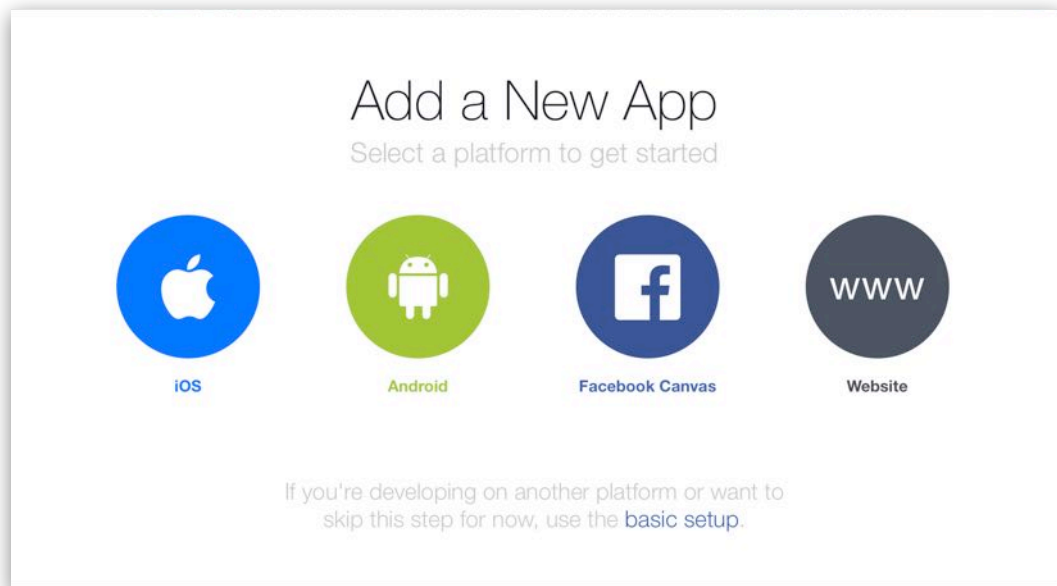 Add a New App
Select a platform to get started
www
iOS
Android
Facebook Canvas
Website
If you're developing on another platform or want to
skip this step for now, use the basic setup.